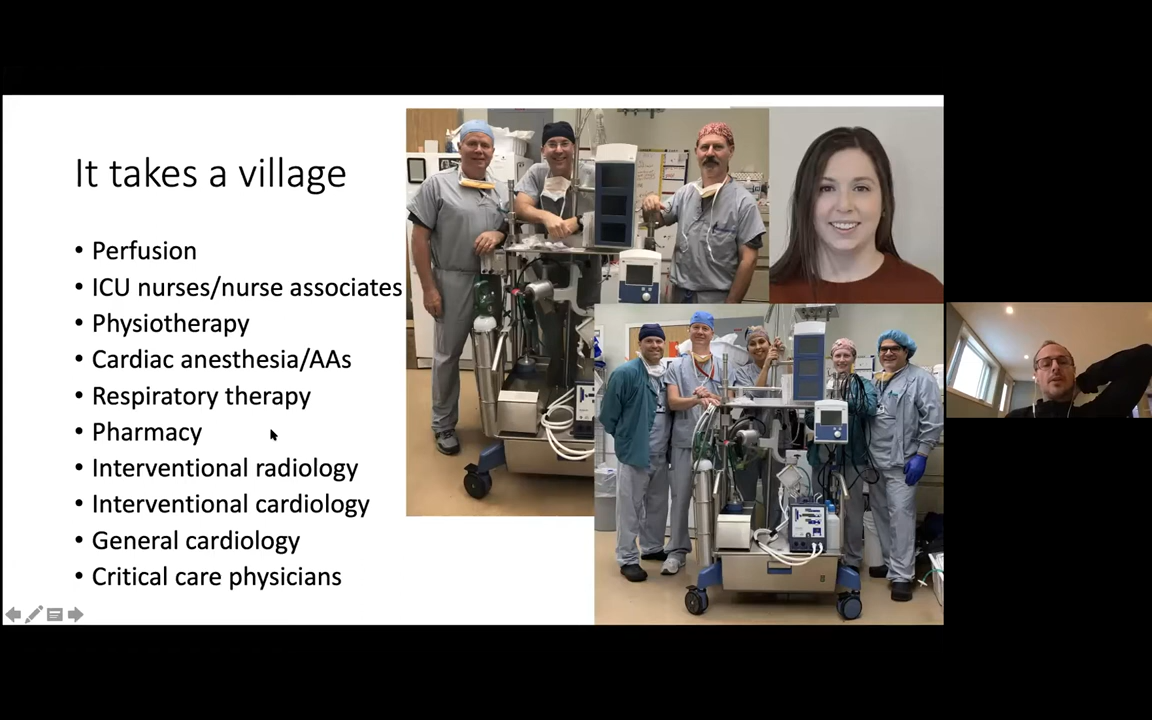 It takes a village
• Perfusion
• ICU nurses/nurse associates
• Physiotherapy
• Cardiac anesthesia/AAs
• Respiratory therapy
• Pharmacy
• Interventional radiology
• Interventional cardiology
• General cardiology
• Critical care physicians